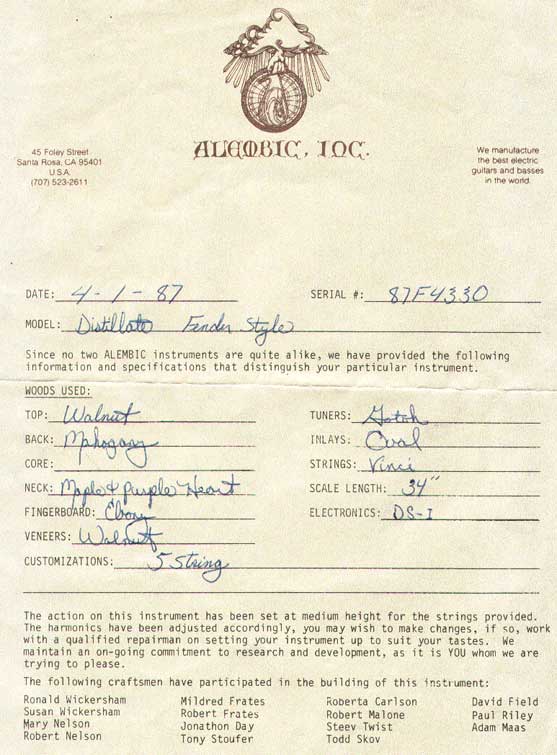 ALEMBIC, INC.
45 Foley Street
Santa Rosa, CA 95401
U.S.A.
(707) 523-2611
We manufacture
the best electric
guitars and basses
in the world.
DATE: 4-1-87 SERIAL #: 87F4330
MODEL: Distillate Fender Style
Since no two ALEMBIC instruments are quite alike, we have provided the following
information and specifications that distinguish your particular instrument.
WOODS USED:
TOP: Walnut
BACK: Mahogany
CORE:
NECK: Maple & Purple Heart
FINGERBOARD: Ebony
VENEERS: Walnut
CUSTOMIZATIONS: 5 String
TUNERS: Gotoh
INLAYS: Oval
STRINGS: Vinci
SCALE LENGTH: 34"
ELECTRONICS: DS-1
The action on this instrument has been set at medium height for the strings provided.
The harmonics have been adjusted accordingly, you may wish to make changes, if so, work
with a qualified repairman on setting your instrument up to suit your tastes. We
maintain an on-going commitment to research and development, as it is YOU whom we are
trying to please.
The following craftsmen have participated in the building of this instrument:
Ronald Wickersham
Susan Wickersham
Mary Nelson
Robert Nelson
Mildred Frates
Robert Frates
Jonathon Day
Tony Stoufer
Roberta Carlson
Robert Malone
Steev Twist
Todd Skov
David Field
Paul Riley
Adam Maas